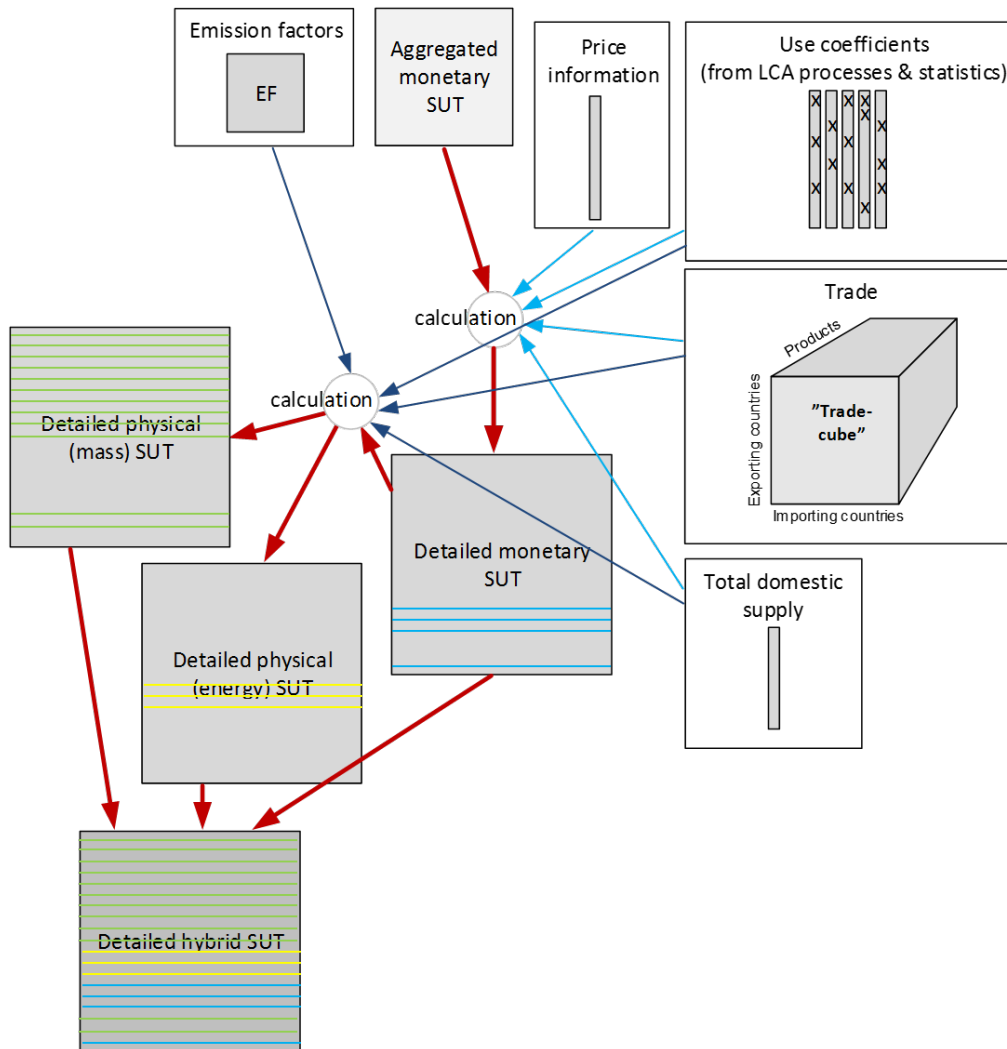 Emission factors
EF
Aggregated
monetary
SUT
Price
information
Use coefficients
(from LCA processes & statistics)
X X X
X
X X
X X
X X
X X X
X
Trade
Products
"Trade-
cube"
Exporting countries
Importing countries
calculation
calculation
Detailed physical
(mass) SUT
Detailed monetary
SUT
Total domestic
supply
Detailed physical
(energy) SUT
Detailed hybrid SUT